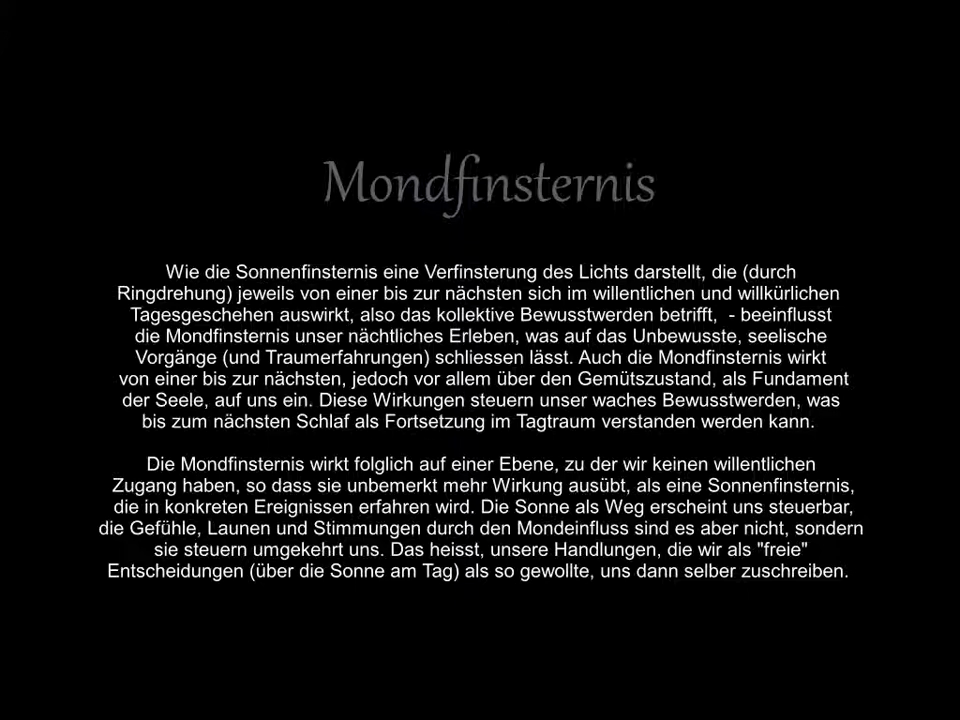 Mondfinsternis
Wie die Sonnenfinsternis eine Verfinsterung des Lichts darstellt, die (durch
Ringdrehung) jeweils von einer bis zur nächsten sich im willentlichen und willkürlichen
Tagesgeschehen auswirkt, also das kollektive Bewusstwerden betrifft,  - beeinflusst
die Mondfinsternis unser nächtliches Erleben, was auf das Unbewusste, seelische
Vorgänge (und Traumerfahrungen) schliessen lässt. Auch die Mondfinsternis wirkt
von einer bis zur nächsten, jedoch vor allem über den Gemütszustand, als Fundament
der Seele, auf uns ein. Diese Wirkungen steuern unser waches Bewusstwerden, was
bis zum nächsten Schlaf als Fortsetzung im Tagtraum verstanden werden kann.
Die Mondfinsternis wirkt folglich auf einer Ebene, zu der wir keinen willentlichen
Zugang haben, so dass sie unbemerkt mehr Wirkung ausübt, als eine Sonnenfinsternis,
die in konkreten Ereignissen erfahren wird. Die Sonne als Weg erscheint uns steuerbar,
die Gefühle, Launen und Stimmungen durch den Mondeinfluss sind es aber nicht, sondern
sie steuern umgekehrt uns. Das heisst, unsere Handlungen, die wir als "freie"
Entscheidungen (über die Sonne am Tag) als so gewollte, uns dann selber zuschreiben.